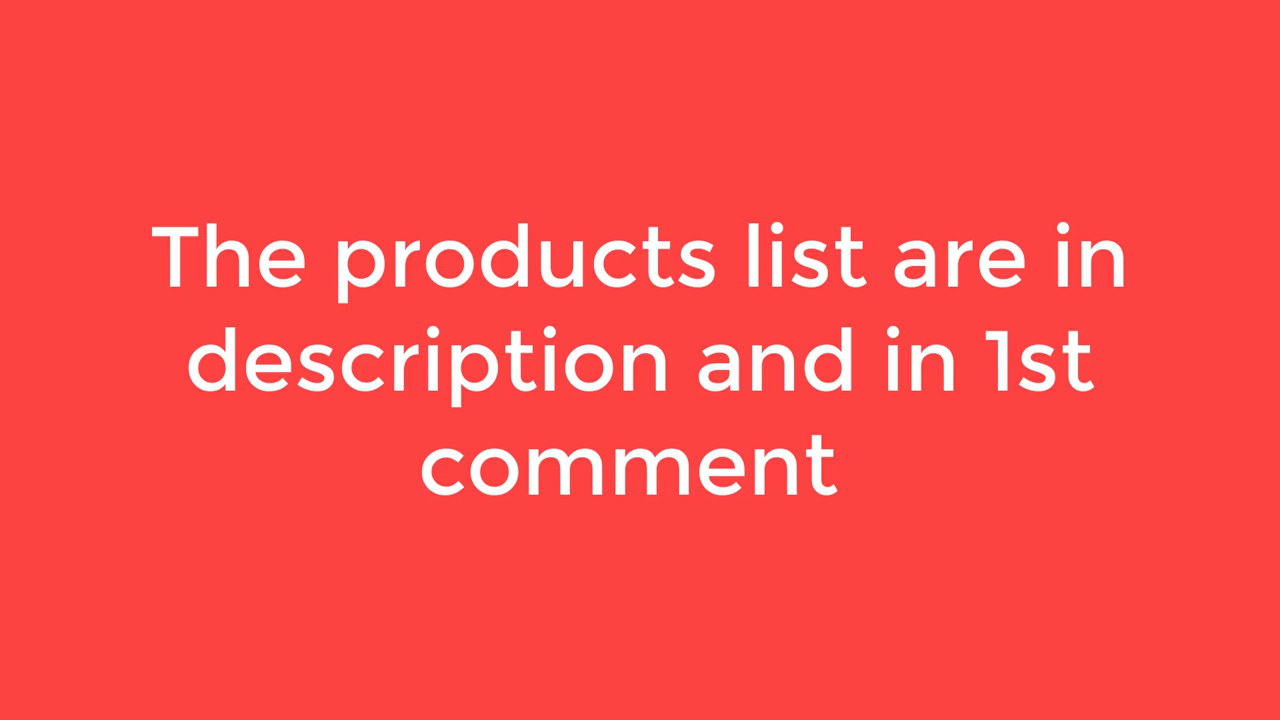 The products list are in
description and in 1st
comment